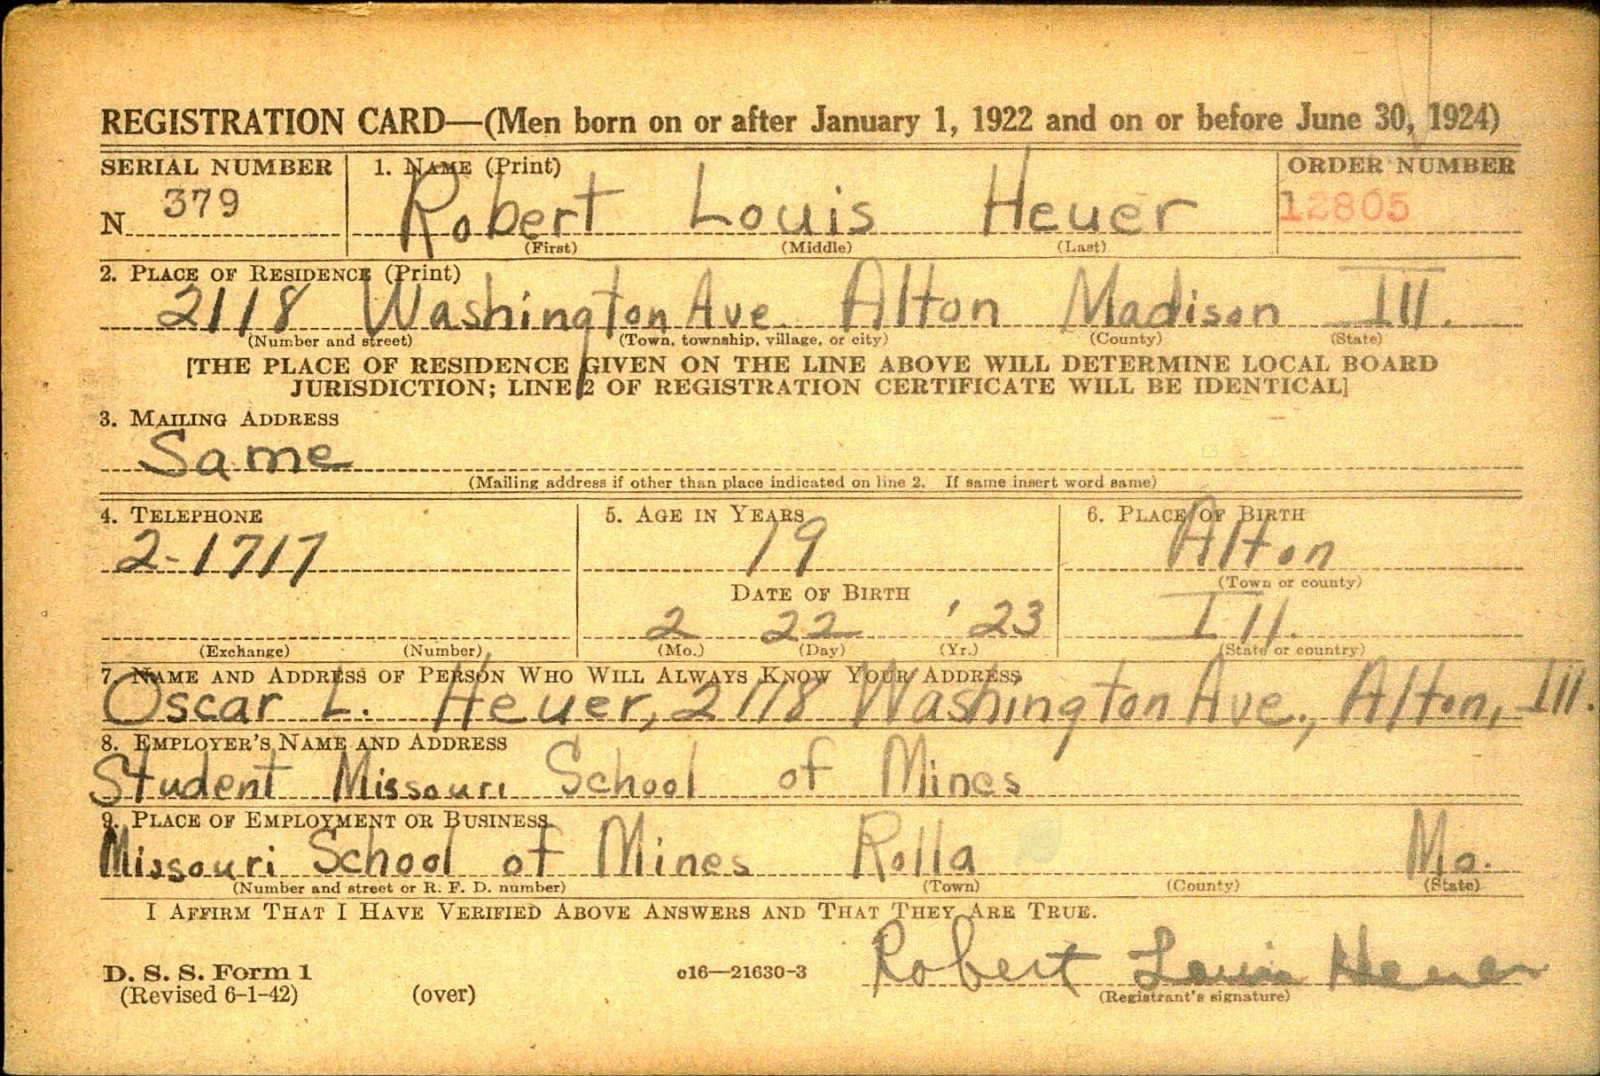 REGISTRATION CARD—(Men born on or after January 1, 1922 and on or before June 30, 1924)
SERIAL NUMBER 1. NAME (Print) ORDER NUMBER
N 379 Robert Louis Heuer 12805
(First) (Middle) (Last)
2. PLACE OF RESIDENCE (Print)
2118 Washington Ave. Alton Madison Ill.
(Number and street) (Town, township, village, or city) (County) (State)
[THE PLACE OF RESIDENCE GIVEN ON THE LINE ABOVE WILL DETERMINE LOCAL BOARD
JURISDICTION; LINE 2 OF REGISTRATION CERTIFICATE WILL BE IDENTICAL]
3. MAILING ADDRESS
Same
(Mailing address if other than place indicated on line 2. If same insert word same)
4. TELEPHONE 5. AGE IN YEARS 6. PLACE OF BIRTH
2-1717 19 Alton
(Town or county)
DATE OF BIRTH
2 22 '23 Ill.
(Exchange) (Number) (Mo.) (Day) (Yr.) (State or country)
7. NAME AND ADDRESS OF PERSON WHO WILL ALWAYS KNOW YOUR ADDRESS
Oscar L. Heuer, 2118 Washington Ave., Alton, Ill.
8. EMPLOYER'S NAME AND ADDRESS
Student Missouri School of Mines
9. PLACE OF EMPLOYMENT OR BUSINESS
Missouri School of Mines Rolla Mo.
(Number and street or R. F. D. number) (Town) (County) (State)
I AFFIRM THAT I HAVE VERIFIED ABOVE ANSWERS AND THAT THEY ARE TRUE.
Robert Louis Heuer
D. S. S. Form 1 c16—21630-3
(Revised 6-1-42) (over) (Registrant's signature)